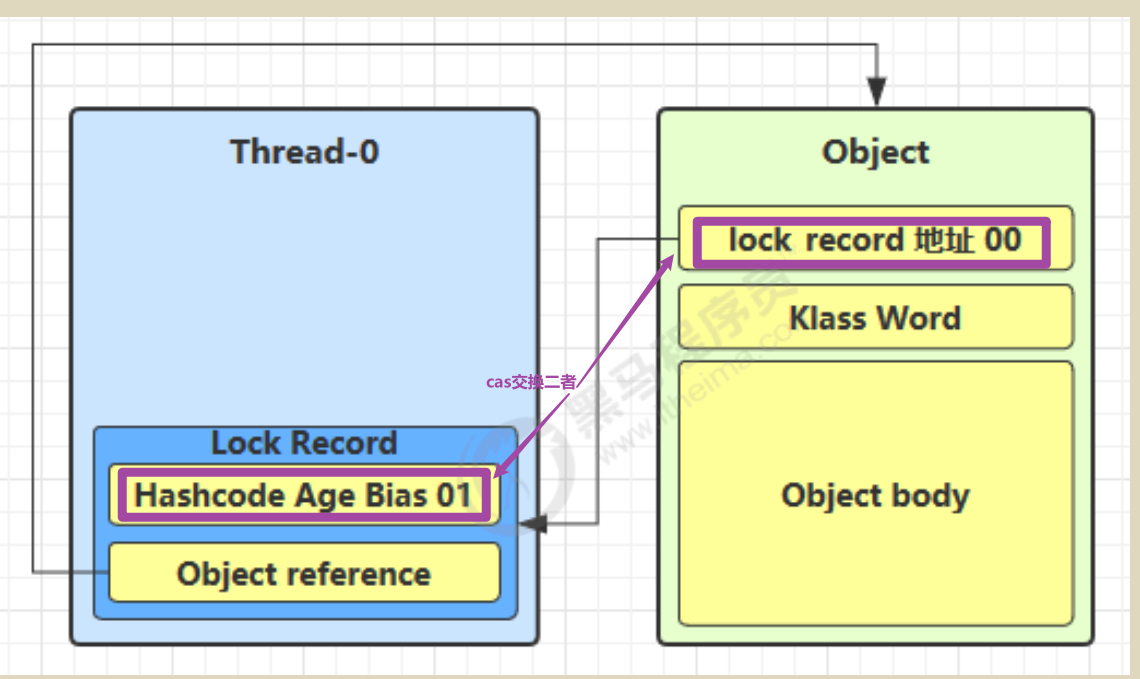 Thread-0
Lock Record
Hashcode Age Bias 01
Object reference
cas交换二者
Object
lock record 地址 00
Klass Word
Object body
黑马程序员
www.itheima.com